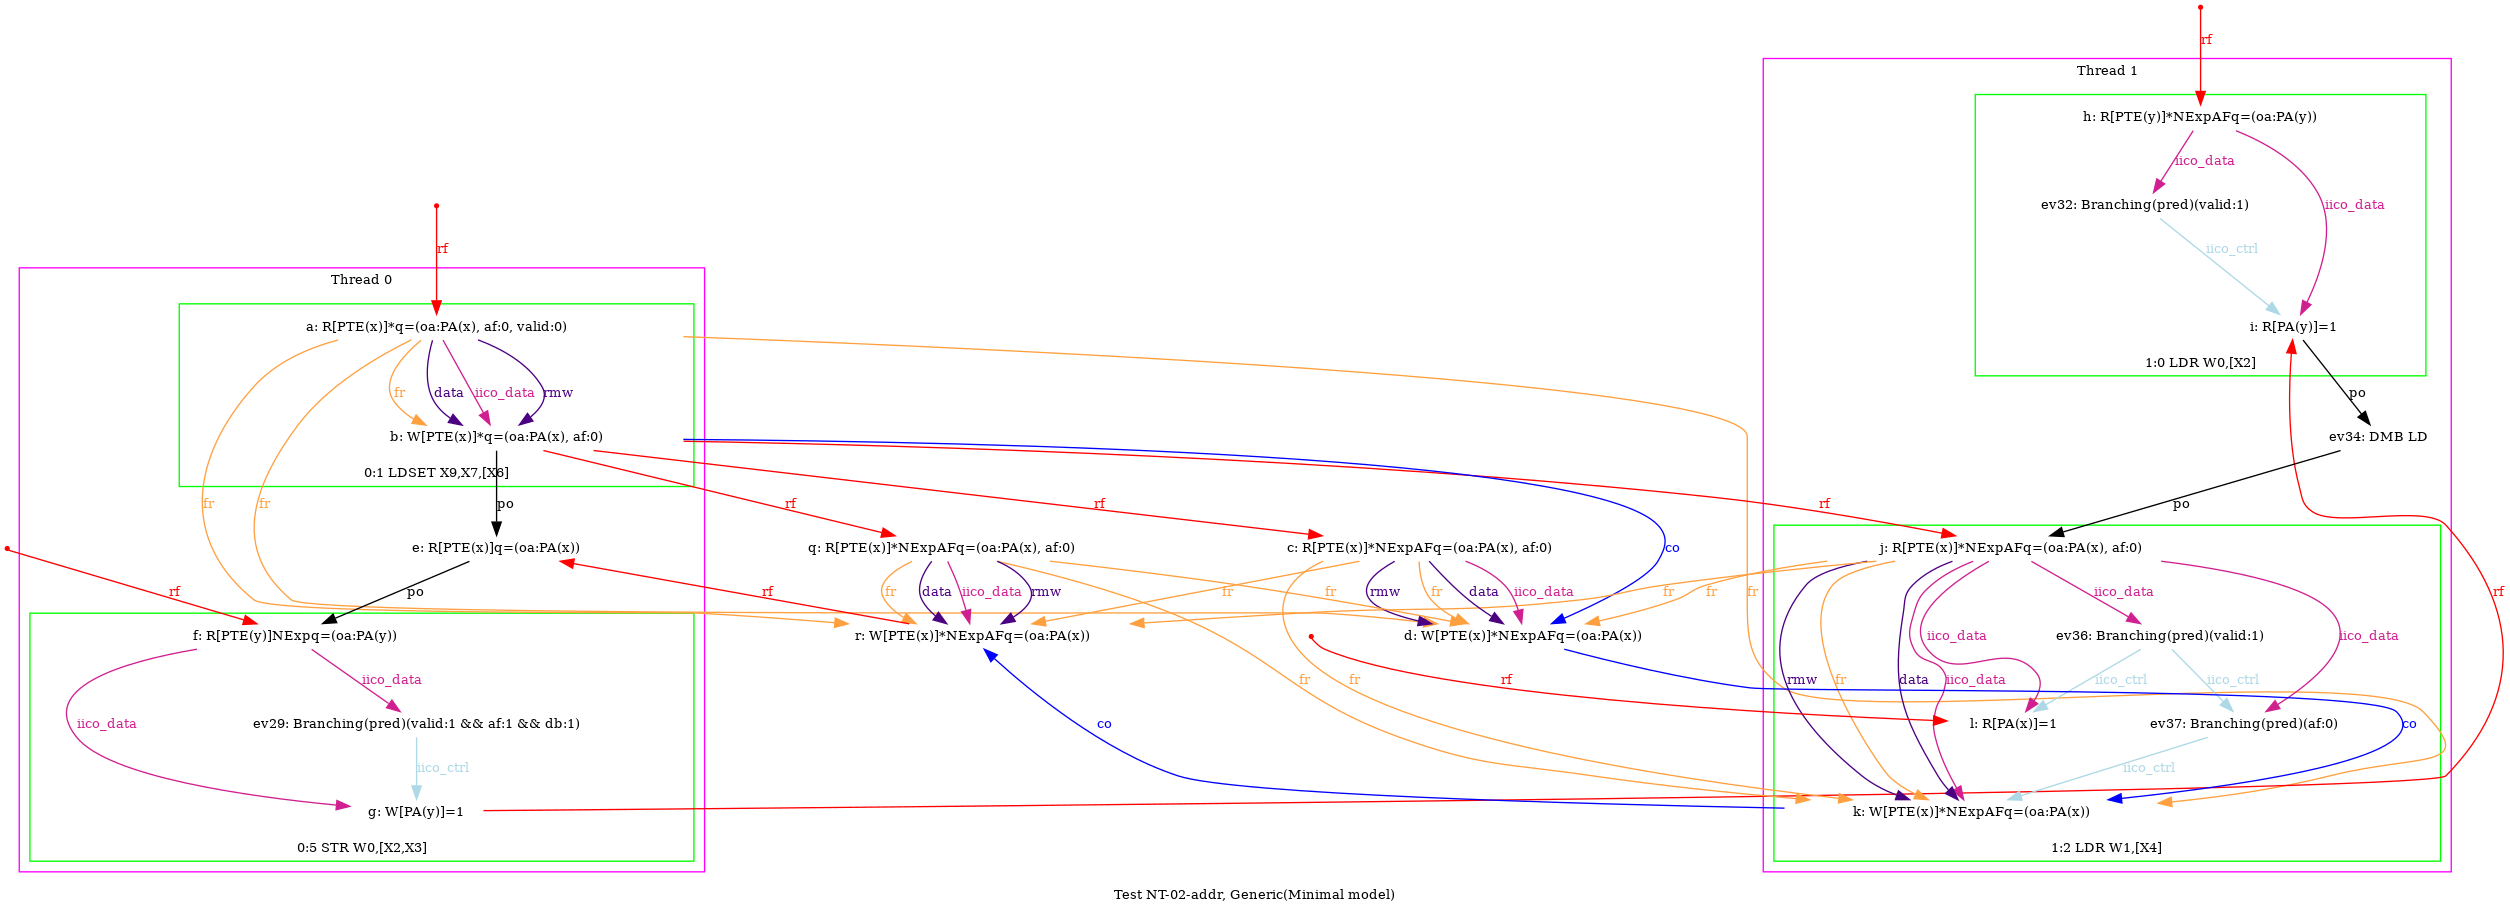 rf
Thread 1
h: R[PTE(y)]*NExpAFq=(oa:PA(y))
iico_data
ev32: Branching(pred)(valid:1)
iico_data
rf
iico_ctrl
Thread 0
a: R[PTE(x)]*q=(oa:PA(x), af:0, valid:0)
i: R[PA(y)]=1
1:0 LDR W0,[X2]
fr
data
iico_data
rmw
po
b: W[PTE(x)]*q=(oa:PA(x), af:0)
ev34: DMB LD
0:1 LDSET X9,X7,[X6]
fr
fr
po
rf
rf
rf
po
e: R[PTE(x)]q=(oa:PA(x))
q: R[PTE(x)]*NExpAFq=(oa:PA(x), af:0)
c: R[PTE(x)]*NExpAFq=(oa:PA(x), af:0)
co
j: R[PTE(x)]*NExpAFq=(oa:PA(x), af:0)
rf
po
rf
fr
data
iico_data
rmw
fr
fr
rmw
fr
data
iico_data
fr
fr
fr
iico_data
rf
f: R[PTE(y)]NExpq=(oa:PA(y))
r: W[PTE(x)]*NExpAFq=(oa:PA(x))
d: W[PTE(x)]*NExpAFq=(oa:PA(x))
iico_data
ev36: Branching(pred)(valid:1)
iico_data
iico_data
fr
fr
rf
rmw
fr
data
iico_data
iico_ctrl
iico_ctrl
iico_data
ev29: Branching(pred)(valid:1 && af:1 && db:1)
co
l: R[PA(x)]=1
ev37: Branching(pred)(af:0)
co
iico_ctrl
iico_ctrl
g: W[PA(y)]=1
k: W[PTE(x)]*NExpAFq=(oa:PA(x))
0:5 STR W0,[X2,X3]
1:2 LDR W1,[X4]
Test NT-02-addr, Generic(Minimal model)